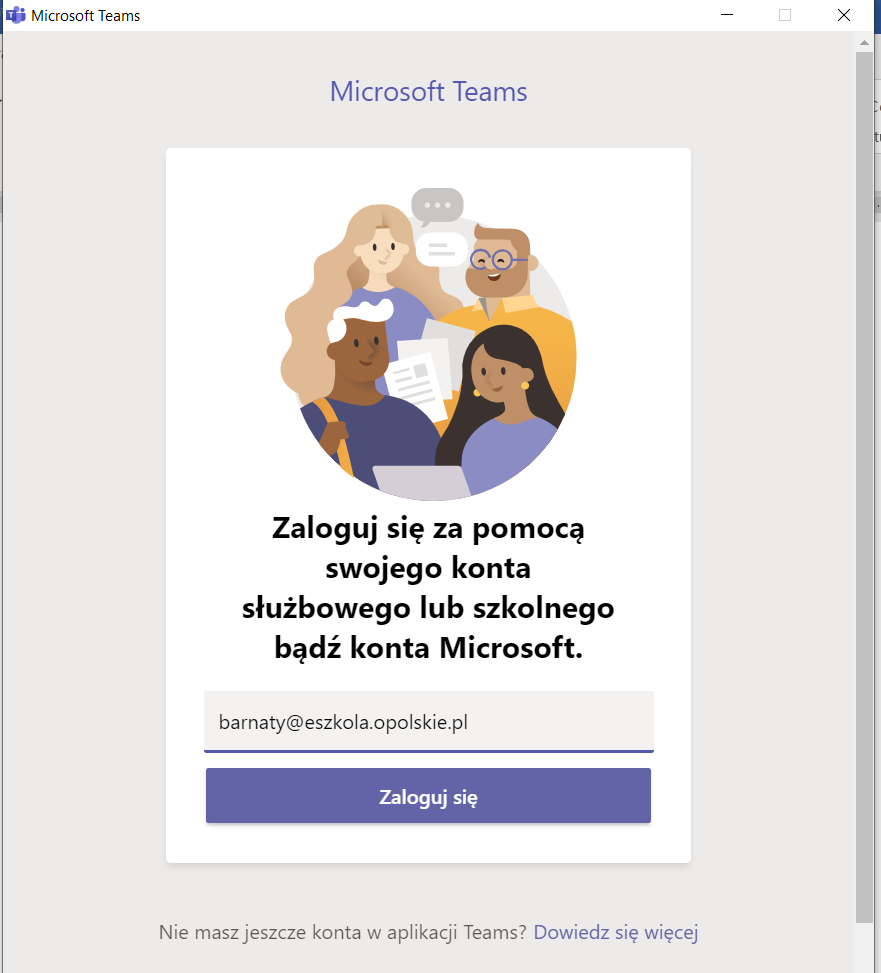 Microsoft Teams
Microsoft Teams
Zaloguj się za pomocą
swojego konta
służbowego lub szkolnego
bądź konta Microsoft.
barnaty@eszkola.opolskie.pl
Zaloguj się
Nie masz jeszcze konta w aplikacji Teams? Dowiedz się więcej